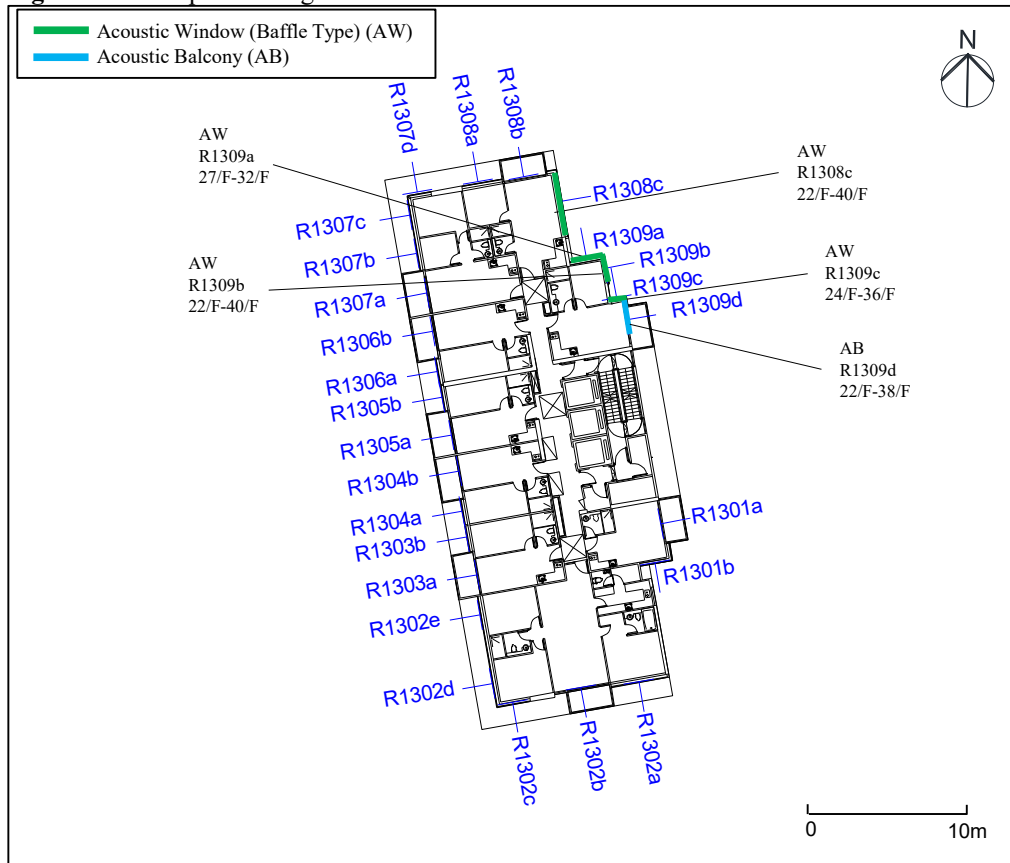 Acoustic Window (Baffle Type) (AW)
Acoustic Balcony (AB)
N
R1307d
R1308a
R1308b
AW
R1309a
27/F-32/F
AW
R1308c
22/F-40/F
R1308c
R1307c
R1309a
R1307b
R1309b
AW
R1309b
22/F-40/F
R1309c
AW
R1309c
24/F-36/F
R1307a
R1309d
R1306b
AB
R1309d
22/F-38/F
R1306a
R1305b
R1305a
R1304b
R1304a
R1301a
R1303b
R1303a
R1301b
R1302e
R1302d
R1302c
R1302b
R1302a
0
10m